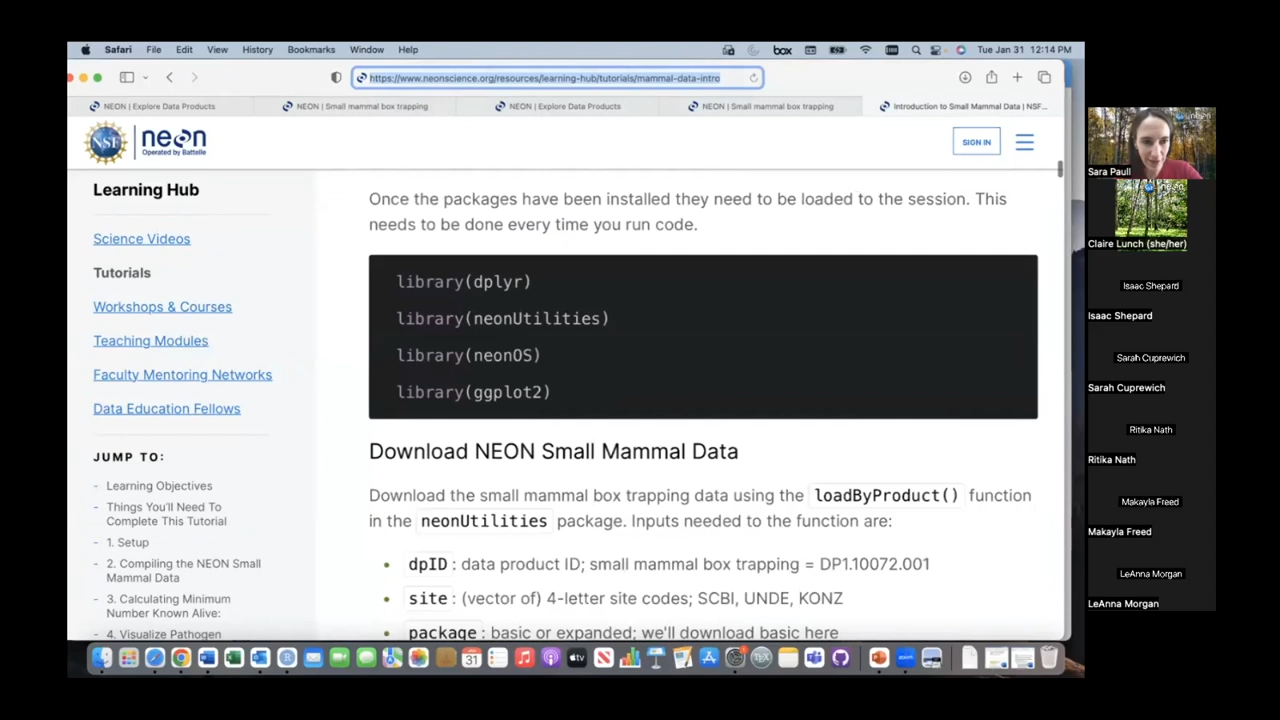 Safari File Edit View History Bookmarks Window Help
box
Tue Jan 31 12:14 PM
https://www.neonscience.org/resources/learning-hub/tutorials/mammal-data-intro
NEON | Explore Data Products
NEON | Small mammal box trapping
NEON | Explore Data Products
NEON | Small mammal box trapping
Introduction to Small Mammal Data | NSF...
NSF
neon
Operated by Battelle
SIGN IN
Learning Hub
Science Videos
Tutorials
Workshops & Courses
Teaching Modules
Faculty Mentoring Networks
Data Education Fellows
JUMP TO:
- Learning Objectives
- Things You'll Need To
Complete This Tutorial
- 1. Setup
- 2. Compiling the NEON Small
Mammal Data
- 3. Calculating Minimum
Number Known Alive:
- 4. Visualize Pathogen
Once the packages have been installed they need to be loaded to the session. This
needs to be done every time you run code.
library(dplyr)
library(neonUtilities)
library(neonOS)
library(ggplot2)
Download NEON Small Mammal Data
Download the small mammal box trapping data using the loadByProduct() function
in the neonUtilities package. Inputs needed to the function are:
• dpID : data product ID; small mammal box trapping = DP1.10072.001
• site : (vector of) 4-letter site codes; SCBI, UNDE, KONZ
package : basic or expanded; we'll download basic here
Sara Paull
neon
Claire Lunch (she/her)
Isaac Shepard
Isaac Shepard
Sarah Cuprewich
Sarah Cuprewich
Ritika Nath
Ritika Nath
Makayla Freed
Makayla Freed
LeAnna Morgan
LeAnna Morgan
31
tv